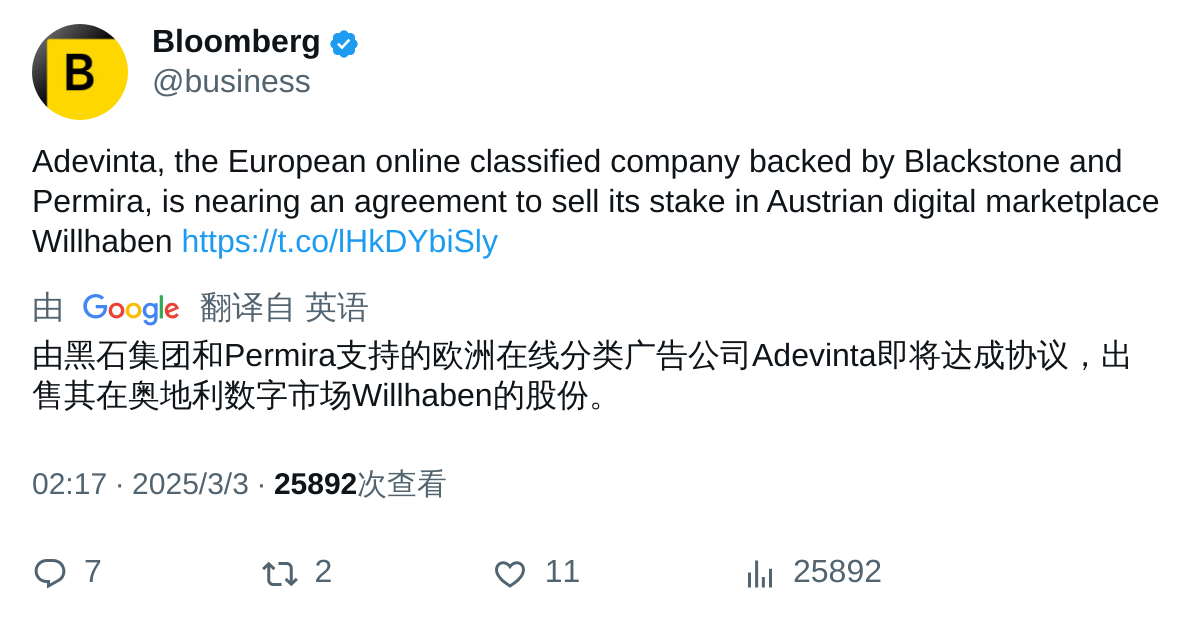 B
Bloomberg
@business
Adevinta, the European online classified company backed by Blackstone and
Permira, is nearing an agreement to sell its stake in Austrian digital marketplace
Willhaben https://t.co/lHkDYbiSly
由 Google 翻译自 英语
由黑石集团和Permira支持的欧洲在线分类广告公司Adevinta即将达成协议，出
售其在奥地利数字市场Willhaben的股份。
02:17 · 2025/3/3 · 25892次查看
7 2 11 25892